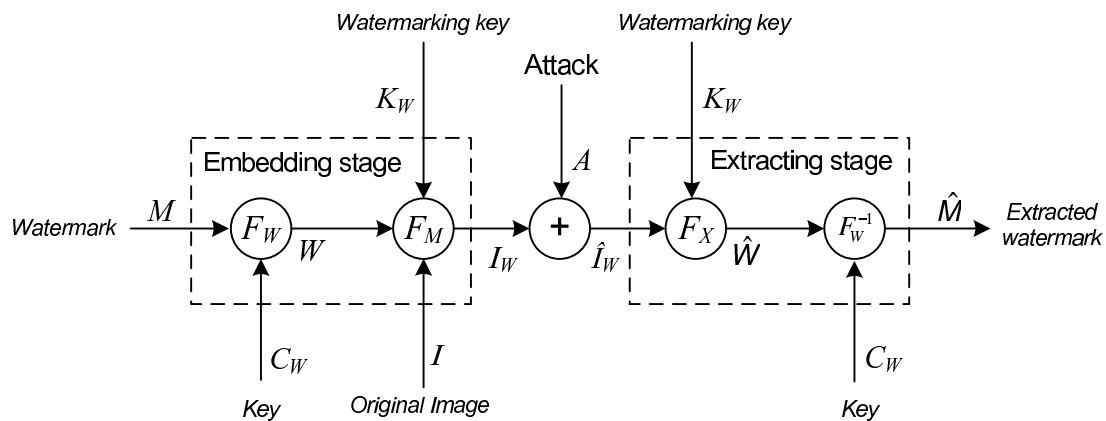 Watermarking key
Watermarking key
Attack
K_W
K_W
Embedding stage
A
Extracting stage
Watermark
M
F_W
W
F_M
I_W
+
Î_W
F_X
Ŵ
F_W^{-1}
M̂
Extracted
watermark
C_W
I
C_W
Key
Original Image
Key